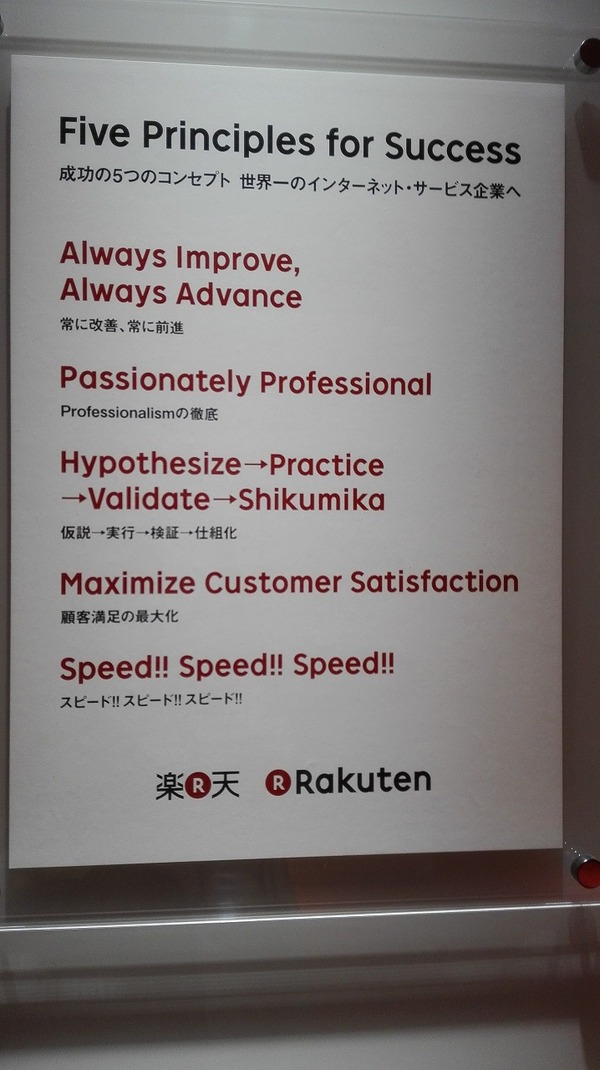 Five Principles for Success
成功の5つのコンセプト 世界一のインターネット・サービス企業へ
Always Improve,
Always Advance
常に改善、常に前進
Passionately Professional
Professionalismの徹底
Hypothesize→Practice
→Validate→Shikumika
仮説→実行→検証→仕組化
Maximize Customer Satisfaction
顧客満足の最大化
Speed!! Speed!! Speed!!
スピード!! スピード!! スピード!!
楽R天 R Rakuten